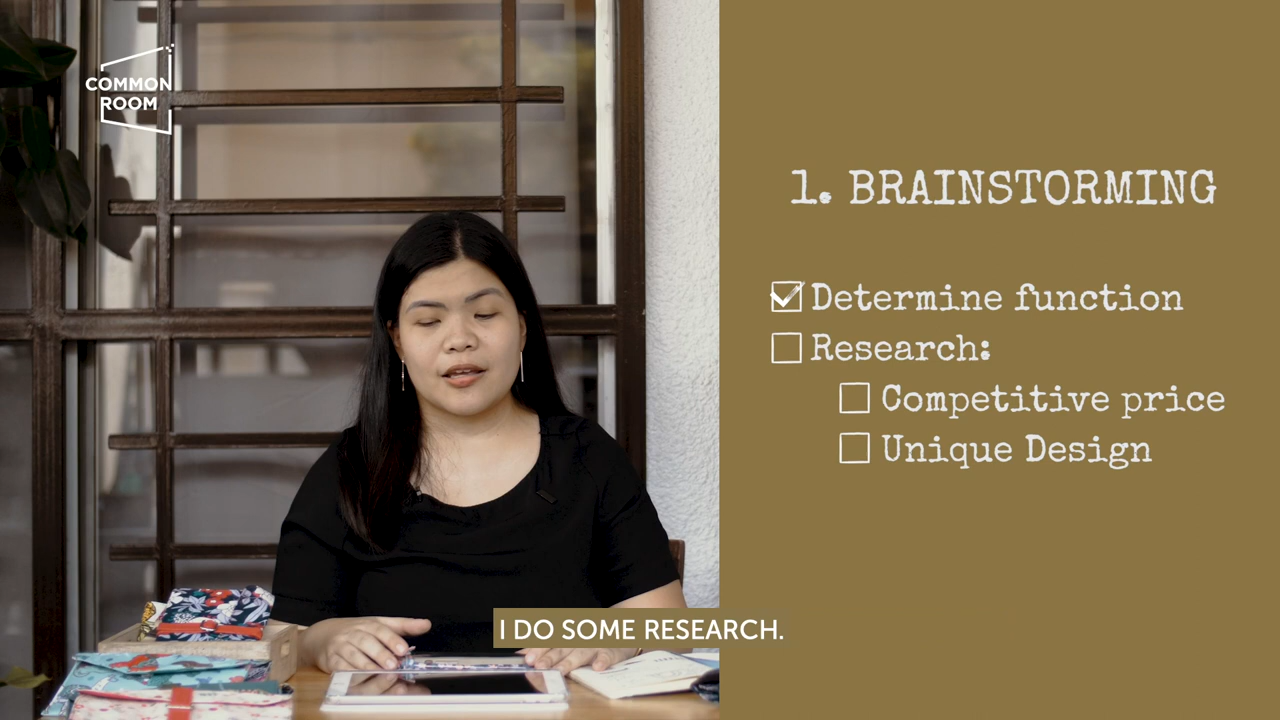 COMMON
ROOM
1. BRAINSTORMING
Determine function
Research:
Competitive price
Unique Design
I DO SOME RESEARCH.